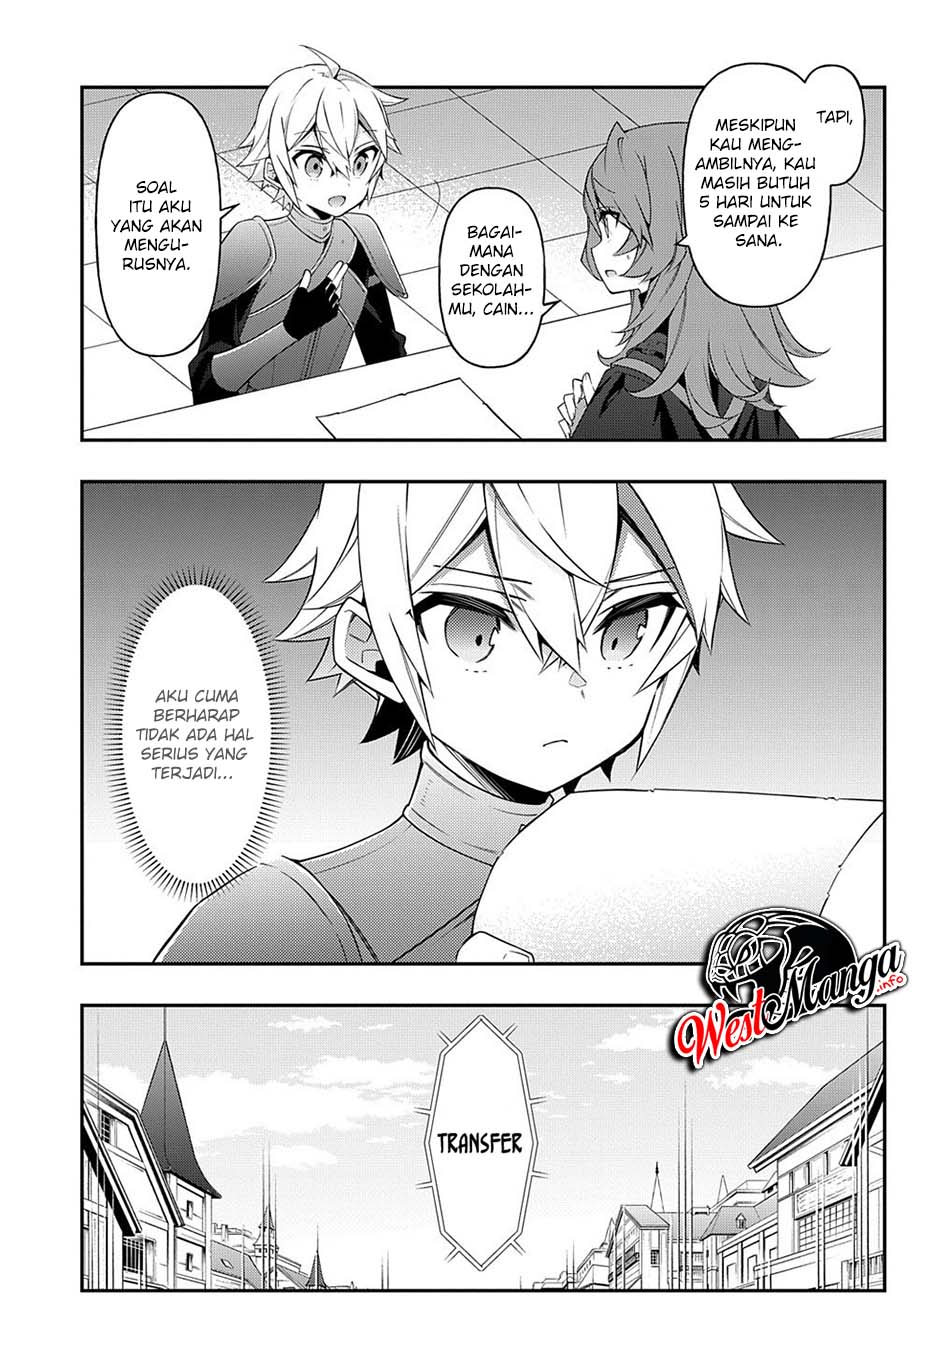 TAPI,
MESKIPUN
KAU MENG-
AMBILNYA, KAU
MASIH BUTUH
5 HARI UNTUK
SAMPAI KE
SANA.
BAGAI-
MANA DENGAN
SEKOLAH-
MU, CAIN...
SOAL
ITU AKU
YANG AKAN
MENGU-
RUSNYA.
AKU CUMA
BERHARAP
TIDAK ADA HAL
SERIUS YANG
TERJADI...
WestManga
.info
TRANSFER